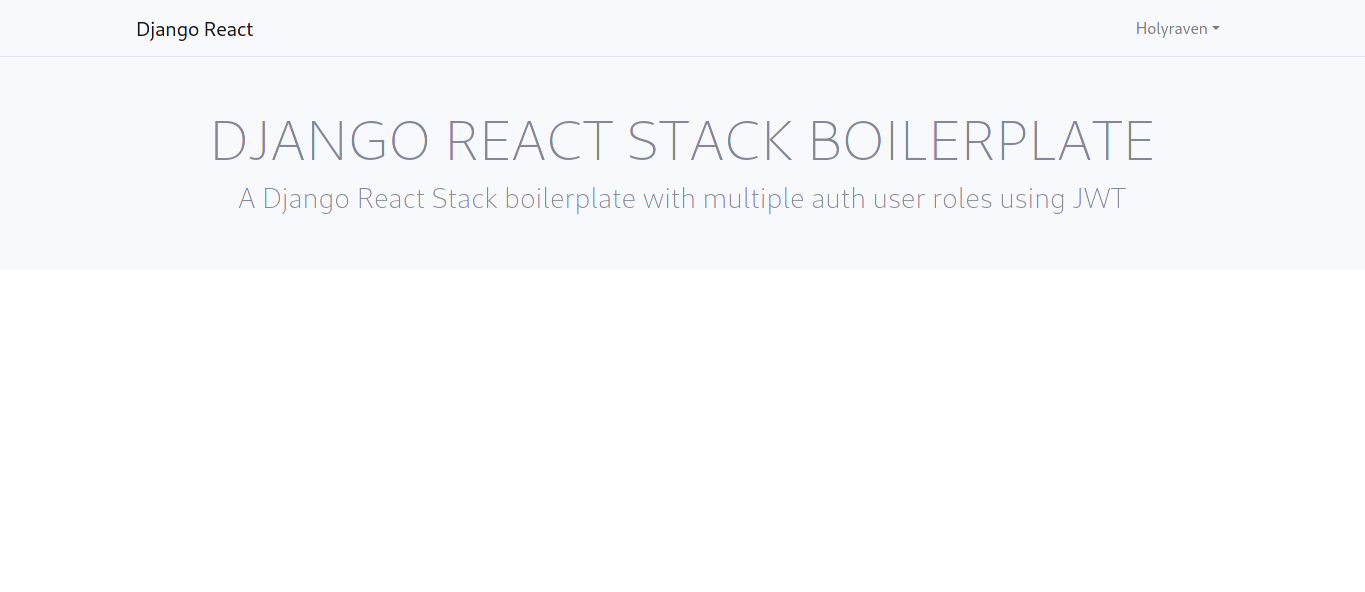 Django React
Holyraven
DJANGO REACT STACK BOILERPLATE
A Django React Stack boilerplate with multiple auth user roles using JWT